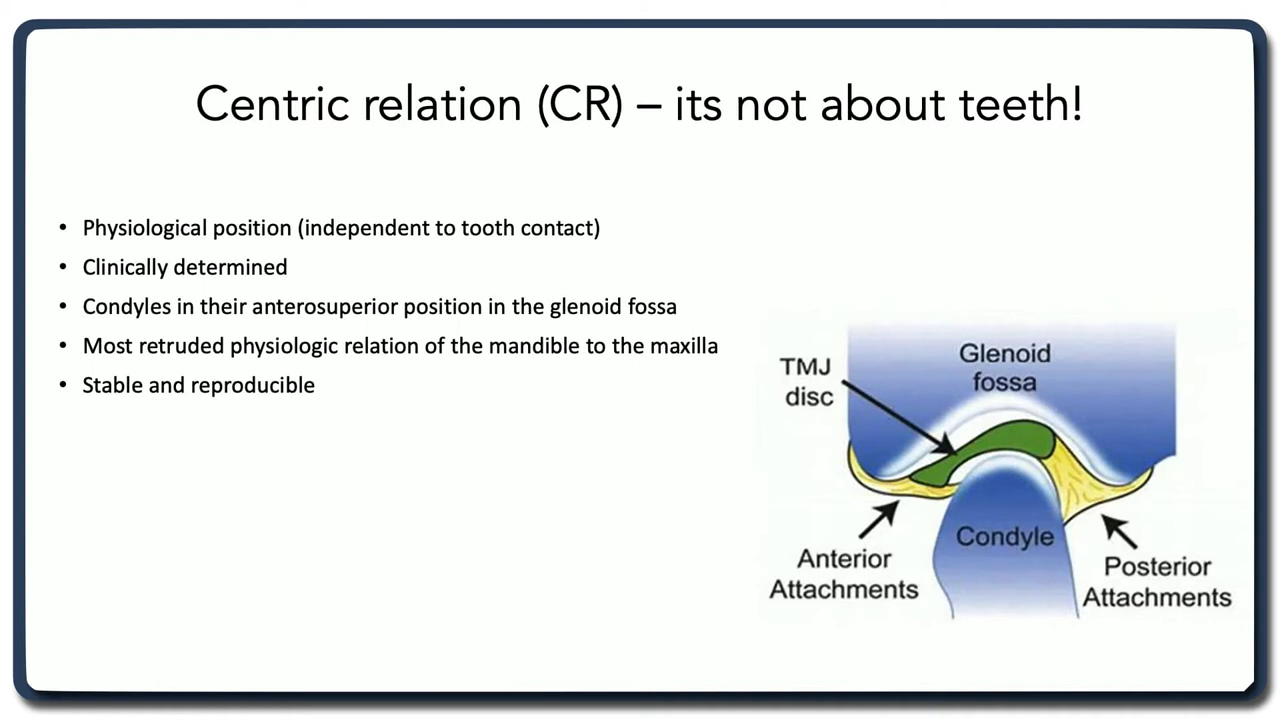 Centric relation (CR) – its not about teeth!
• Physiological position (independent to tooth contact)
• Clinically determined
• Condyles in their anterosuperior position in the glenoid fossa
• Most retruded physiologic relation of the mandible to the maxilla
• Stable and reproducible
TMJ
disc
Glenoid
fossa
Condyle
Anterior
Attachments
Posterior
Attachments